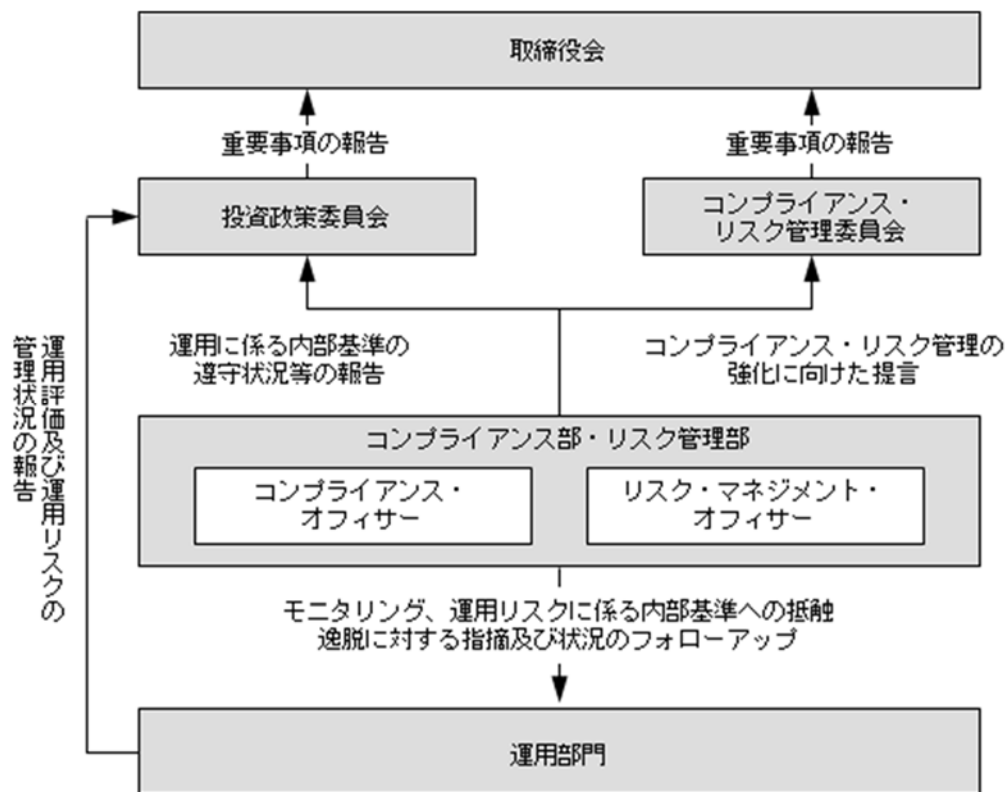 取締役会
重要事項の報告
重要事項の報告
投資政策委員会
コンプライアンス・
リスク管理委員会
運用に係る内部基準の
遵守状況等の報告
コンプライアンス・リスク管理の
強化に向けた提言
運用評価及び運用リスクの
管理状況の報告
コンプライアンス部・リスク管理部
コンプライアンス・
オフィサー
リスク・マネジメント・
オフィサー
モニタリング、運用リスクに係る内部基準への抵触
逸脱に対する指摘及び状況のフォローアップ
運用部門